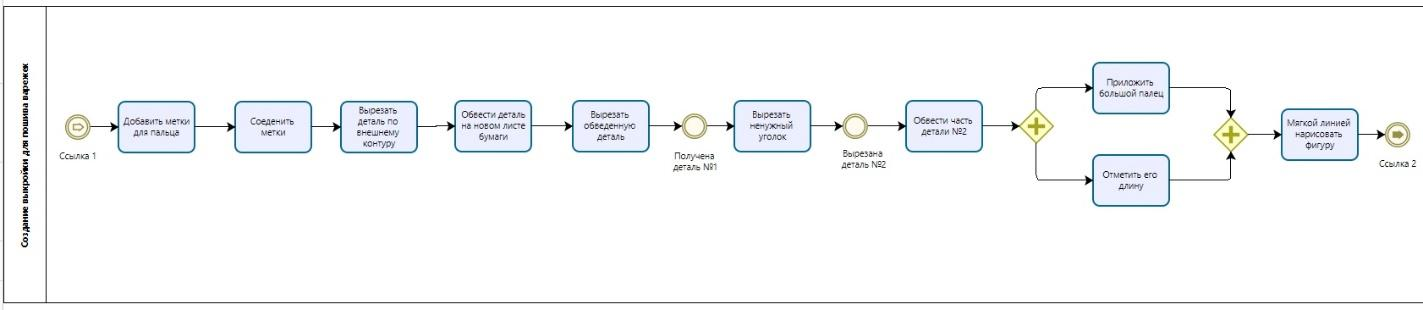 Создание выкройки для пошива варежек
Ссылка 1
Добавить метки
для пальца
Соеденить
метки
Вырезать
деталь по
внешнему
контуру
Обвести деталь
на новом листе
бумаги
Вырезать
обведенную
деталь
Получена
деталь №1
Вырезать
ненужный
уголок
Вырезана
деталь №2
Обвести часть
детали №2
Приложить
большой палец
Отметить его
длину
Мягкой линией
нарисовать
фигуру
Ссылка 2